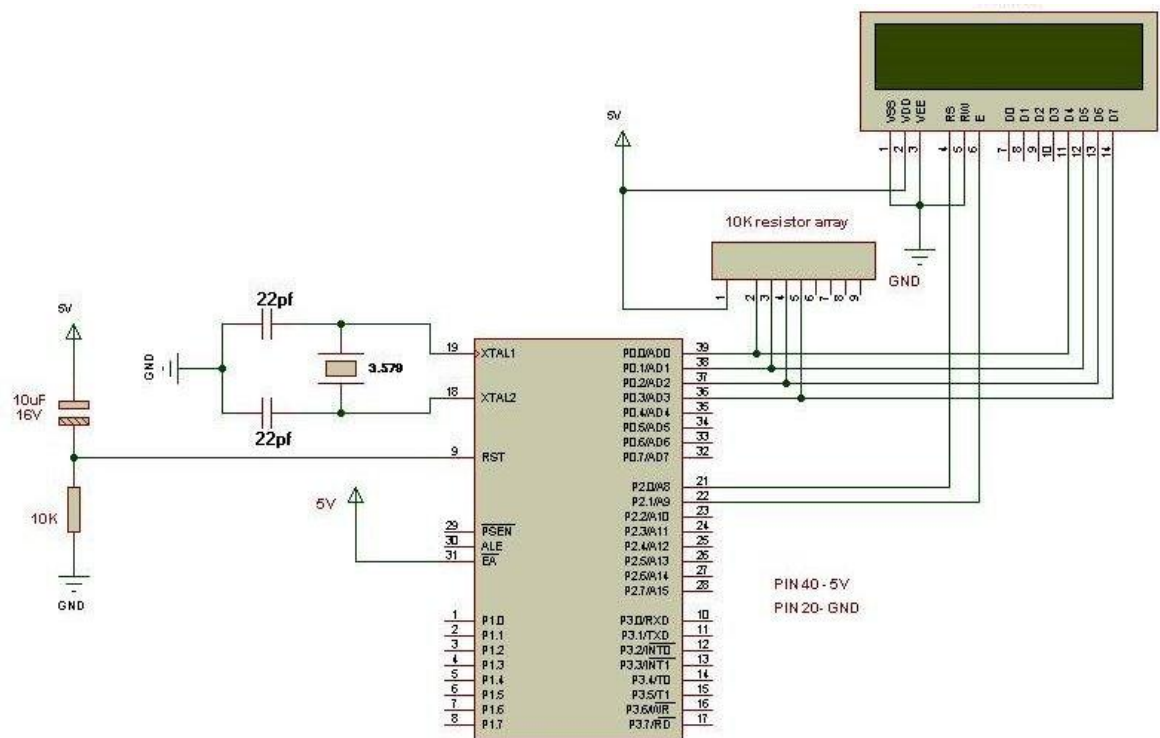 VSS VDD VEE RS RW E D0 D1 D2 D3 D4 D5 D6 D7
1 2 3 4 5 6 7 8 9 10 11 12 13 14
5V
10K resistor array
GND
1 2 3 4 5 6 7 8 9
5V
22pf
GND
3.579
22pf
10uF
16V
10K
GND
5V
19 XTAL1
18 XTAL2
9 RST
29 PSEN
30 ALE
31 EA
1 P1.0
2 P1.1
3 P1.2
4 P1.3
5 P1.4
6 P1.5
7 P1.6
8 P1.7
P0.0/AD0 39
P0.1/AD1 38
P0.2/AD2 37
P0.3/AD3 36
P0.4/AD4 35
P0.5/AD5 34
P0.6/AD6 33
P0.7/AD7 32
P2.0/A8 21
P2.1/A9 22
P2.2/A10 23
P2.3/A11 24
P2.4/A12 25
P2.5/A13 26
P2.6/A14 27
P2.7/A15 28
P3.0/RXD 10
P3.1/TXD 11
P3.2/INT0 12
P3.3/INT1 13
P3.4/T0 14
P3.5/T1 15
P3.6/WR 16
P3.7/RD 17
PIN 40 - 5V
PIN 20- GND